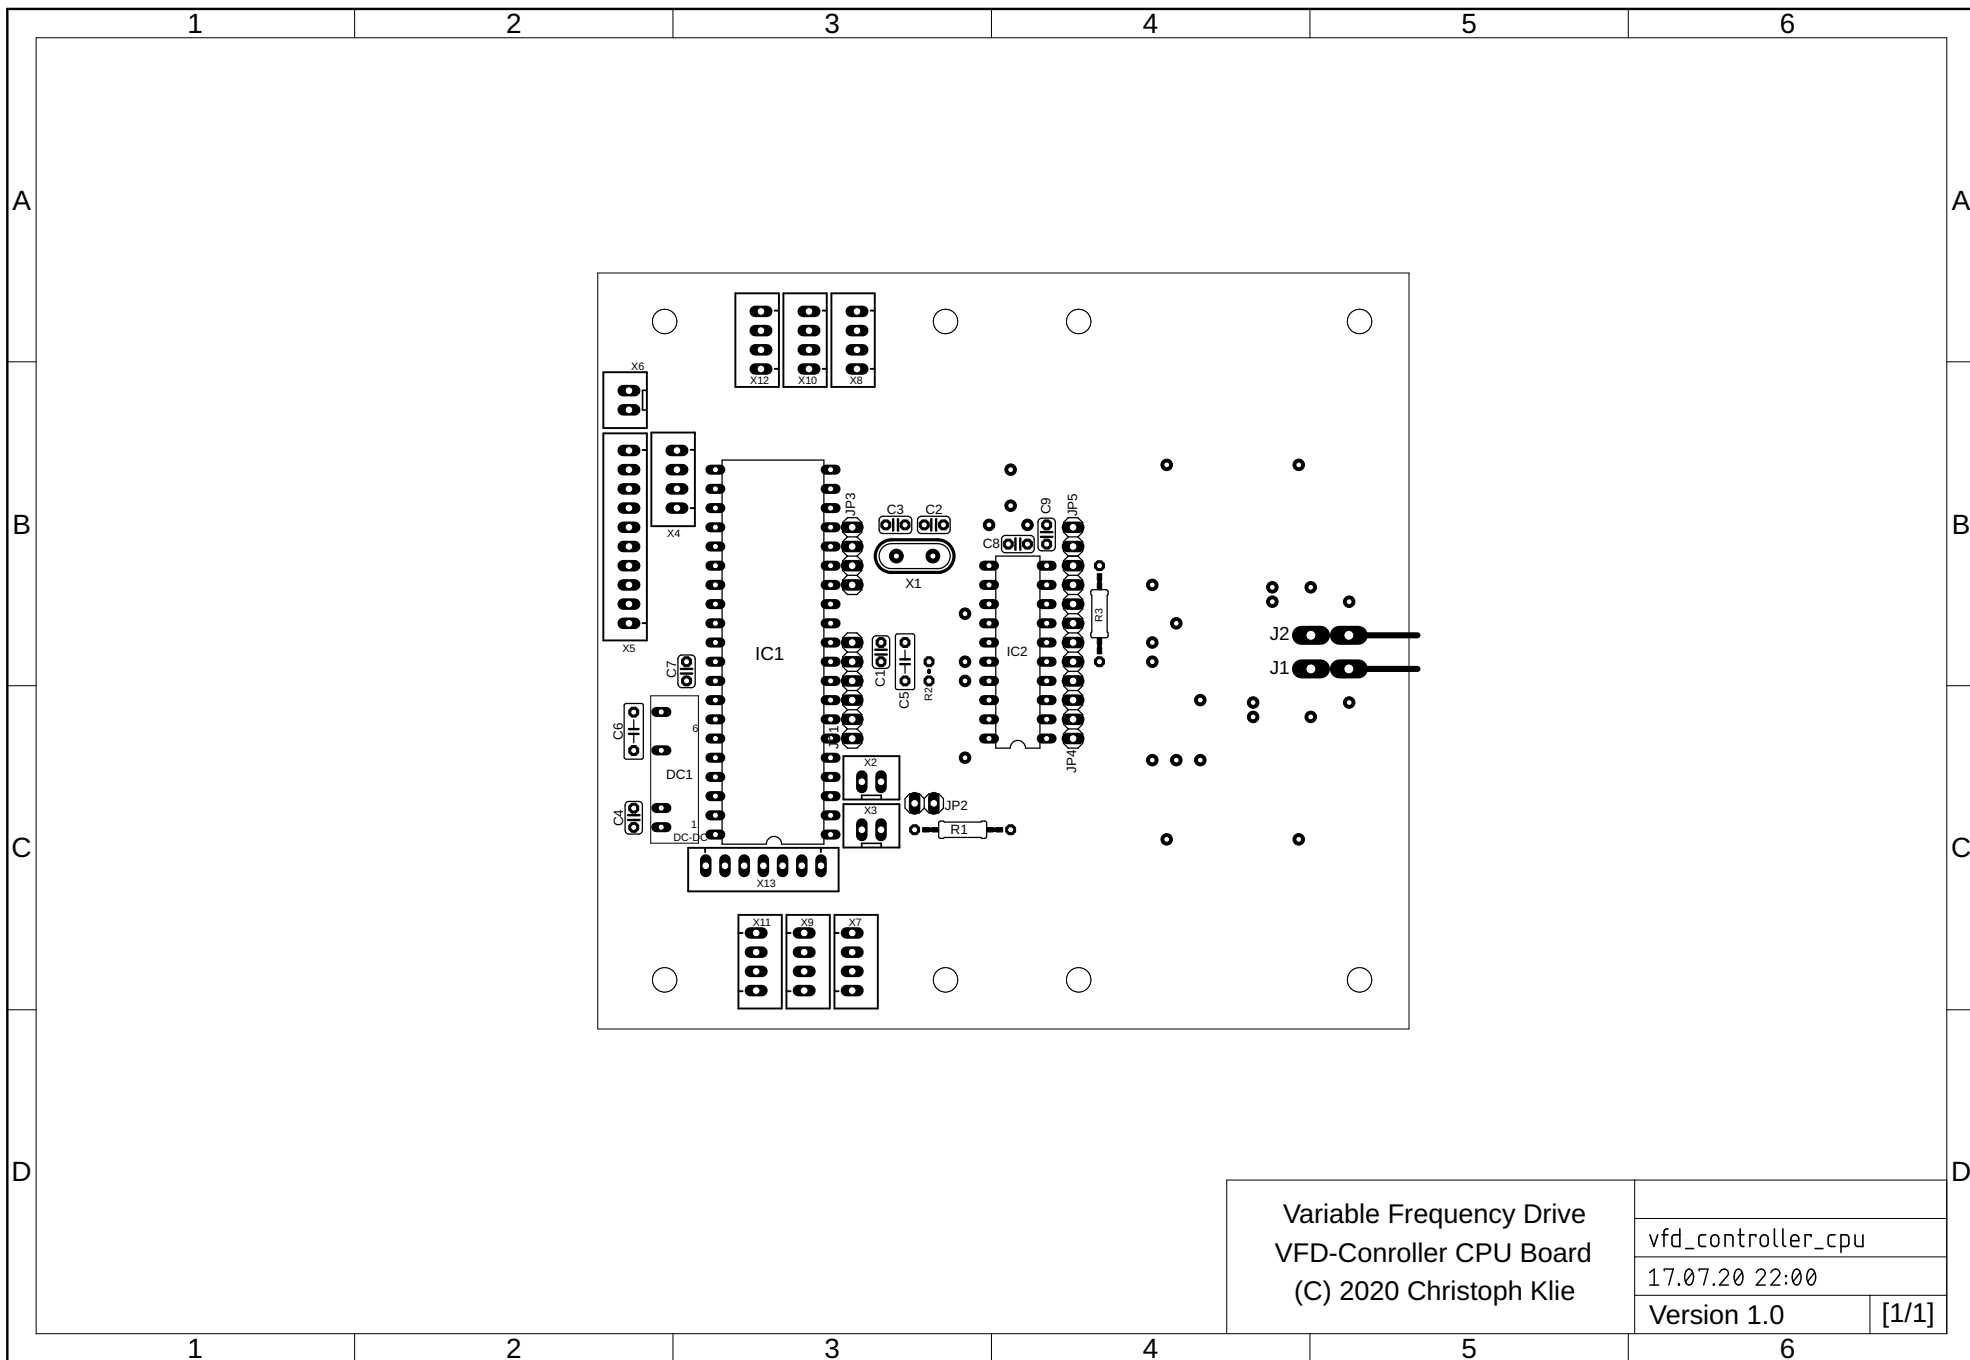 1 2 3 4 5 6
A A
X6
X12 X10 X8
JP3 C3 C2 C9 JP5
B B
X4 C8
X1
R3
J2
X5 IC1 IC2
C7 C1 J1
C5 R2
C6 6 JP1
JP4
X2
DC1
JP2
C4 1 X3
R1
DC-DC
C C
X13
X11 X9 X7
D D
Variable Frequency Drive
VFD-Conroller CPU Board
(C) 2020 Christoph Klie
vfd_controller_cpu
17.07.20 22:00
Version 1.0 [1/1]
1 2 3 4 5 6